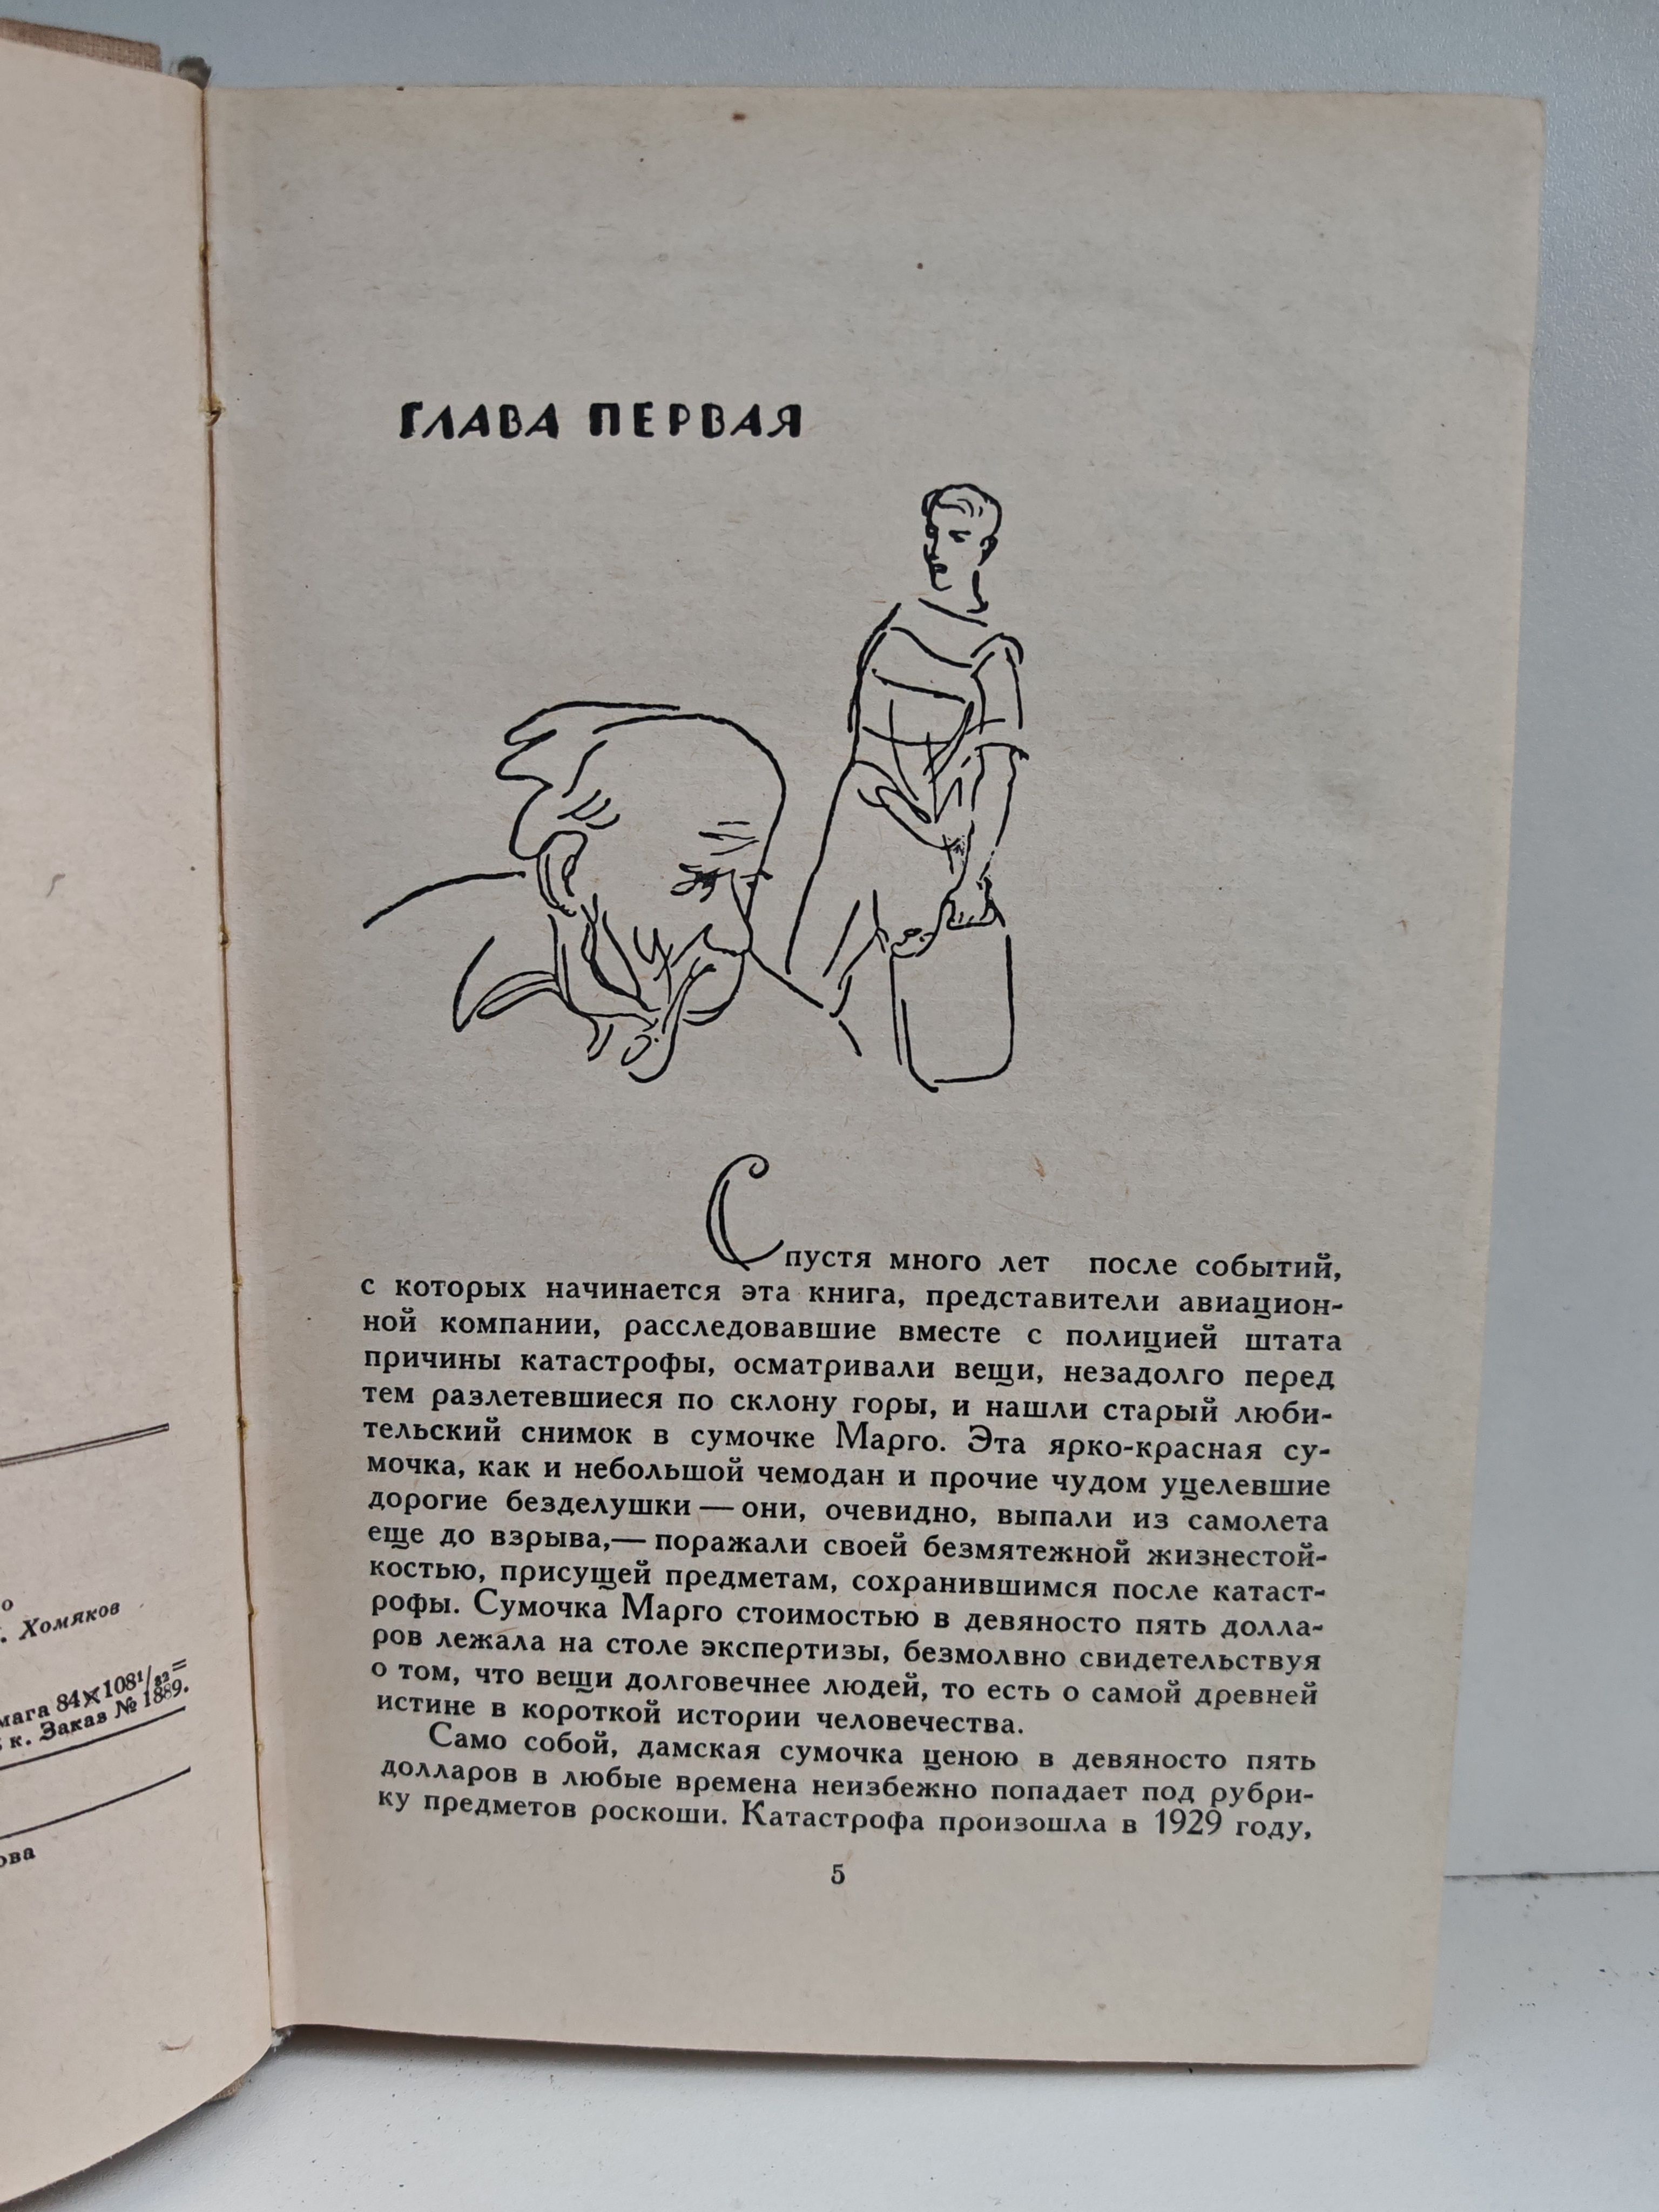 о
. Хомяков
мага 84×108¹/₃₂=
к. Заказ № 1889.
ова
ГЛАВА ПЕРВАЯ
Спустя много лет после событий,
с которых начинается эта книга, представители авиацион-
ной компании, расследовавшие вместе с полицией штата
причины катастрофы, осматривали вещи, незадолго перед
тем разлетевшиеся по склону горы, и нашли старый люби-
тельский снимок в сумочке Марго. Эта ярко-красная су-
мочка, как и небольшой чемодан и прочие чудом уцелевшие
дорогие безделушки — они, очевидно, выпали из самолета
еще до взрыва,— поражали своей безмятежной жизнестой-
костью, присущей предметам, сохранившимся после катаст-
рофы. Сумочка Марго стоимостью в девяносто пять долла-
ров лежала на столе экспертизы, безмолвно свидетельствуя
о том, что вещи долговечнее людей, то есть о самой древней
истине в короткой истории человечества.
Само собой, дамская сумочка ценою в девяносто пять
долларов в любые времена неизбежно попадает под рубри-
ку предметов роскоши. Катастрофа произошла в 1929 году,
5